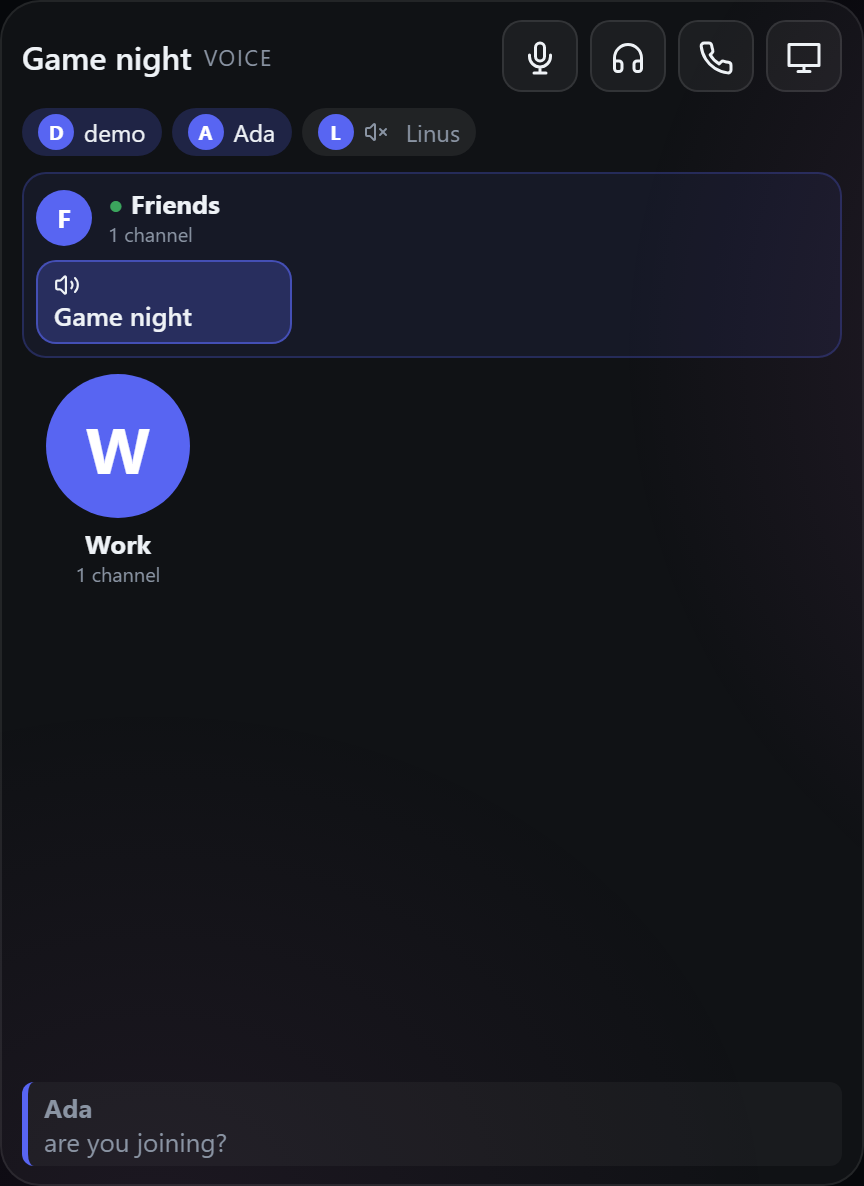 Game night VOICE
D demo A Ada L Linus
F Friends
1 channel
Game night
W
Work
1 channel
Ada
are you joining?